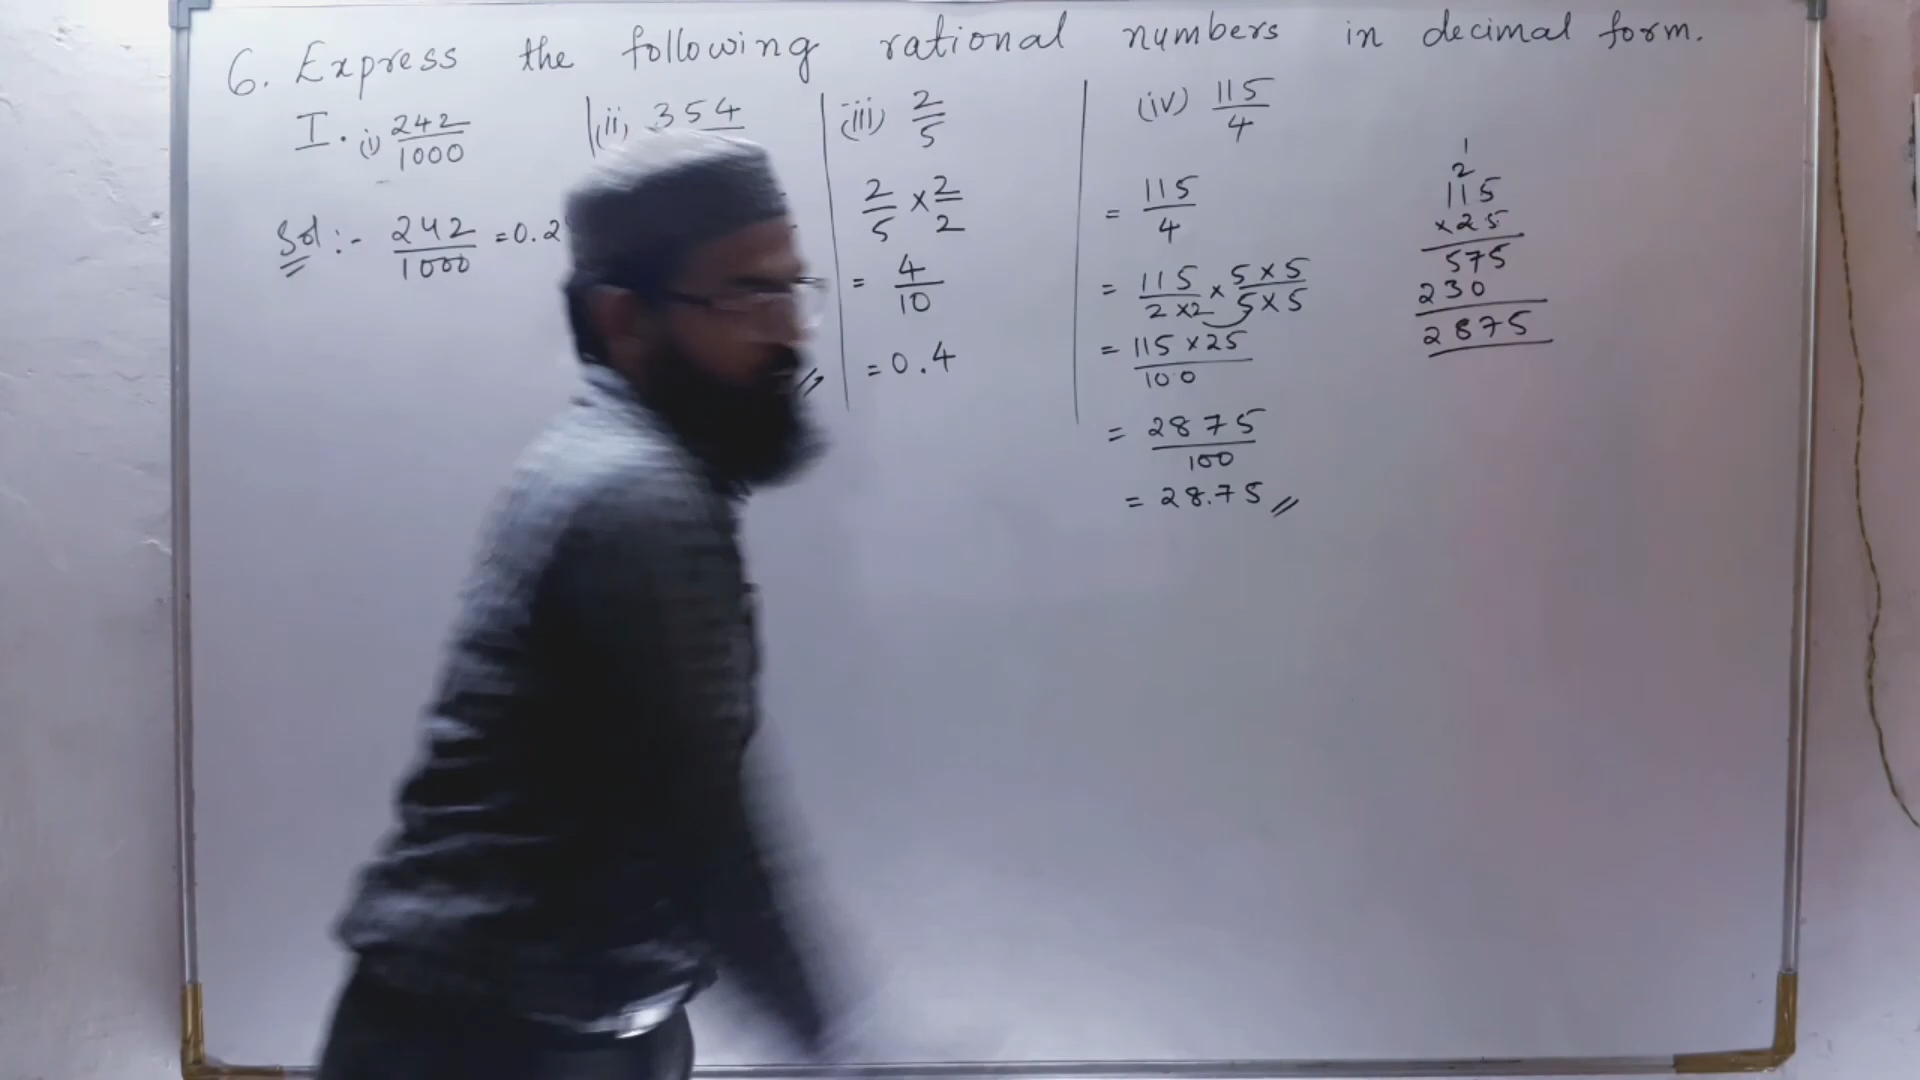 6. Express the following rational numbers in decimal form.
I. (i) 242/1000
Sol :- 242/1000 = 0.2
(ii) 354
(iii) 2/5
2/5 × 2/2
= 4/10
= 0.4
(iv) 115/4
= 115/4
= 115/2×2 × 5×5/5×5
= 115×25/100
= 2875/100
= 28.75
1
2
115
×25
575
230
2875